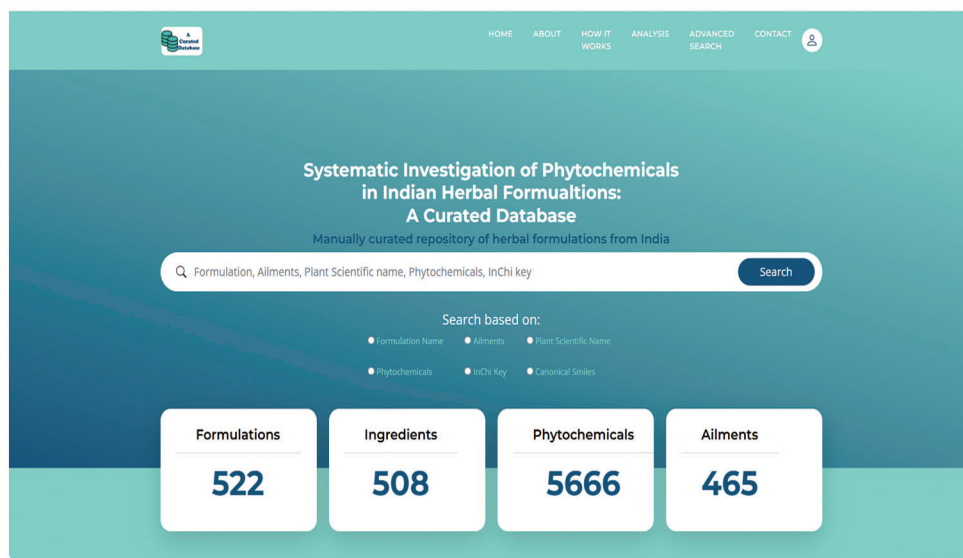 A
Curated
Database
HOME ABOUT HOW IT WORKS ANALYSIS ADVANCED SEARCH CONTACT
Systematic Investigation of Phytochemicals
in Indian Herbal Formualtions:
A Curated Database
Manually curated repository of herbal formulations from India
Formulation, Ailments, Plant Scientific name, Phytochemicals, InChi key Search
Search based on:
Formulation Name Ailments Plant Scientific Name
Phytochemicals InChi Key Canonical Smiles
Formulations Ingredients Phytochemicals Ailments
522 508 5666 465